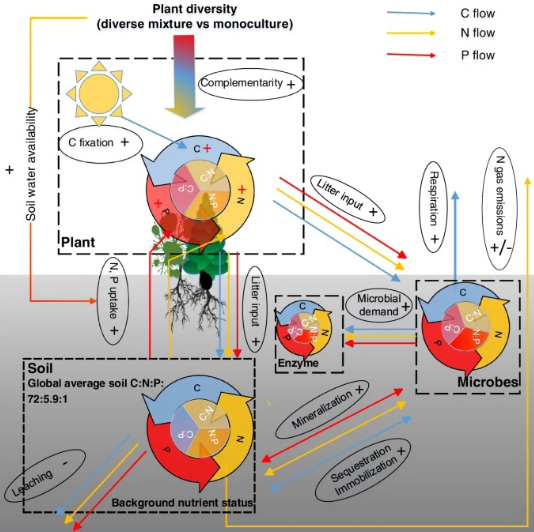 Plant diversity
(diverse mixture vs monoculture)
C flow
N flow
P flow
Complementarity +
C fixation +
Soil water availability
+
C +
+
N
+
P
C:N
N:P
C:P
Plant
Litter input +
Respiration +
N gas emissions
+/-
N, P uptake +
Litter input +
Microbial
demand +
C
N
P
C:N
N:P
C:P
Enzyme
C
N
P
C:N
N:P
C:P
Microbes
Soil
Global average soil C:N:P:
72:5.9:1
C
N
P
C:N
N:P
C:P
Mineralization +
Sequestration
Immobilization +
Leaching -
Background nutrient status